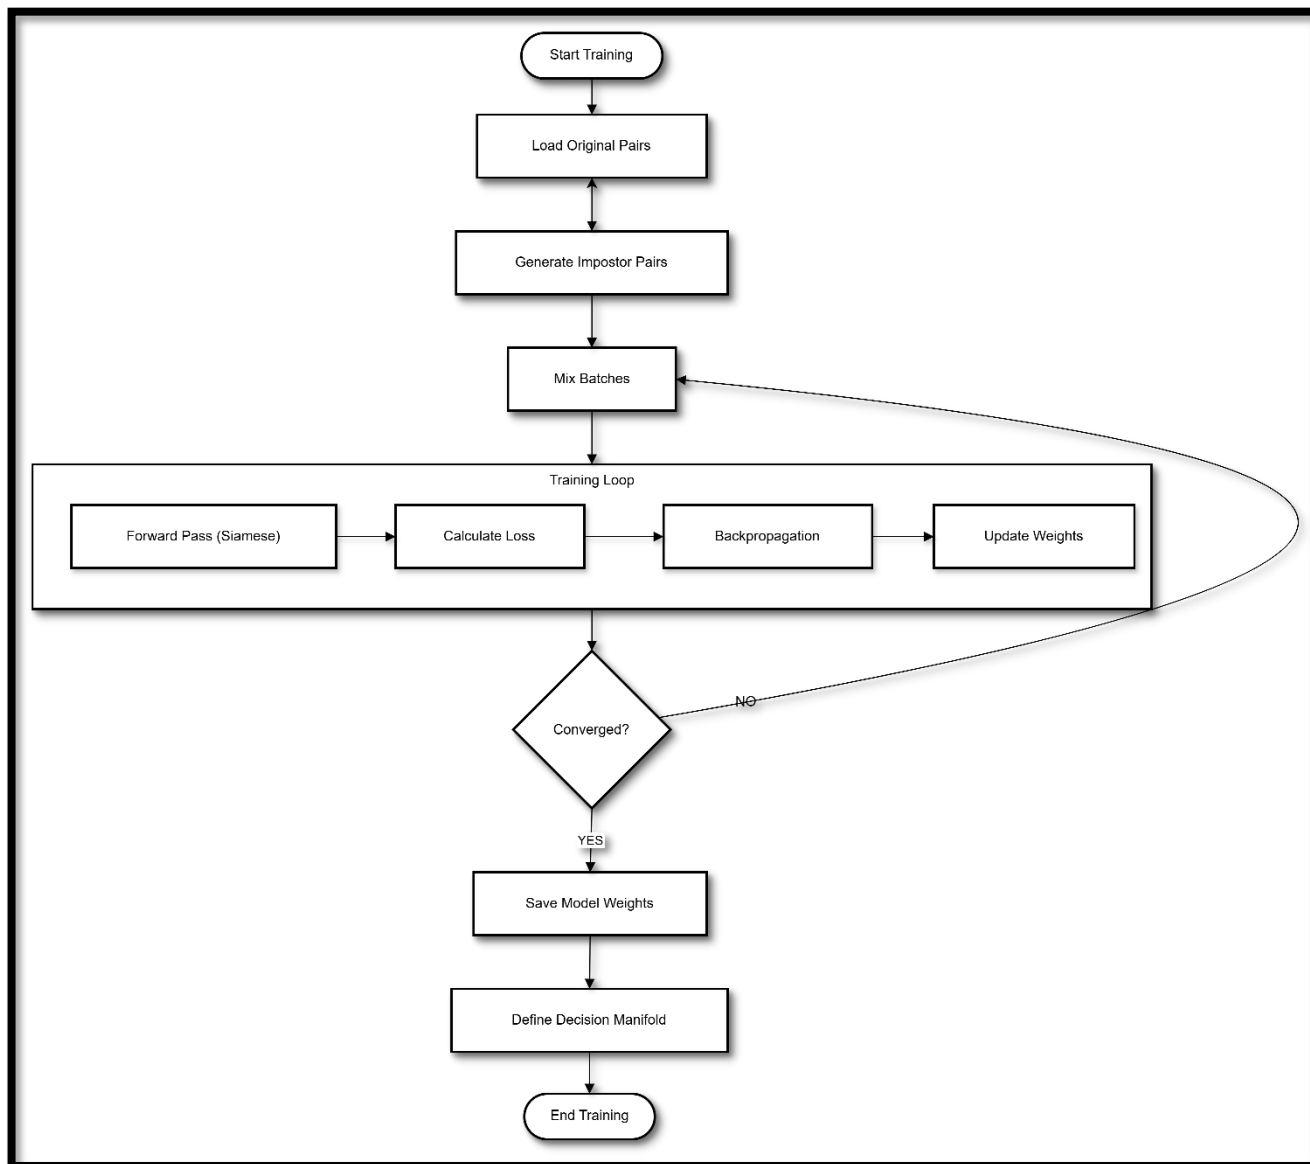 Start Training
Load Original Pairs
Generate Impostor Pairs
Mix Batches
Training Loop
Forward Pass (Siamese)
Calculate Loss
Backpropagation
Update Weights
NO
Converged?
YES
Save Model Weights
Define Decision Manifold
End Training